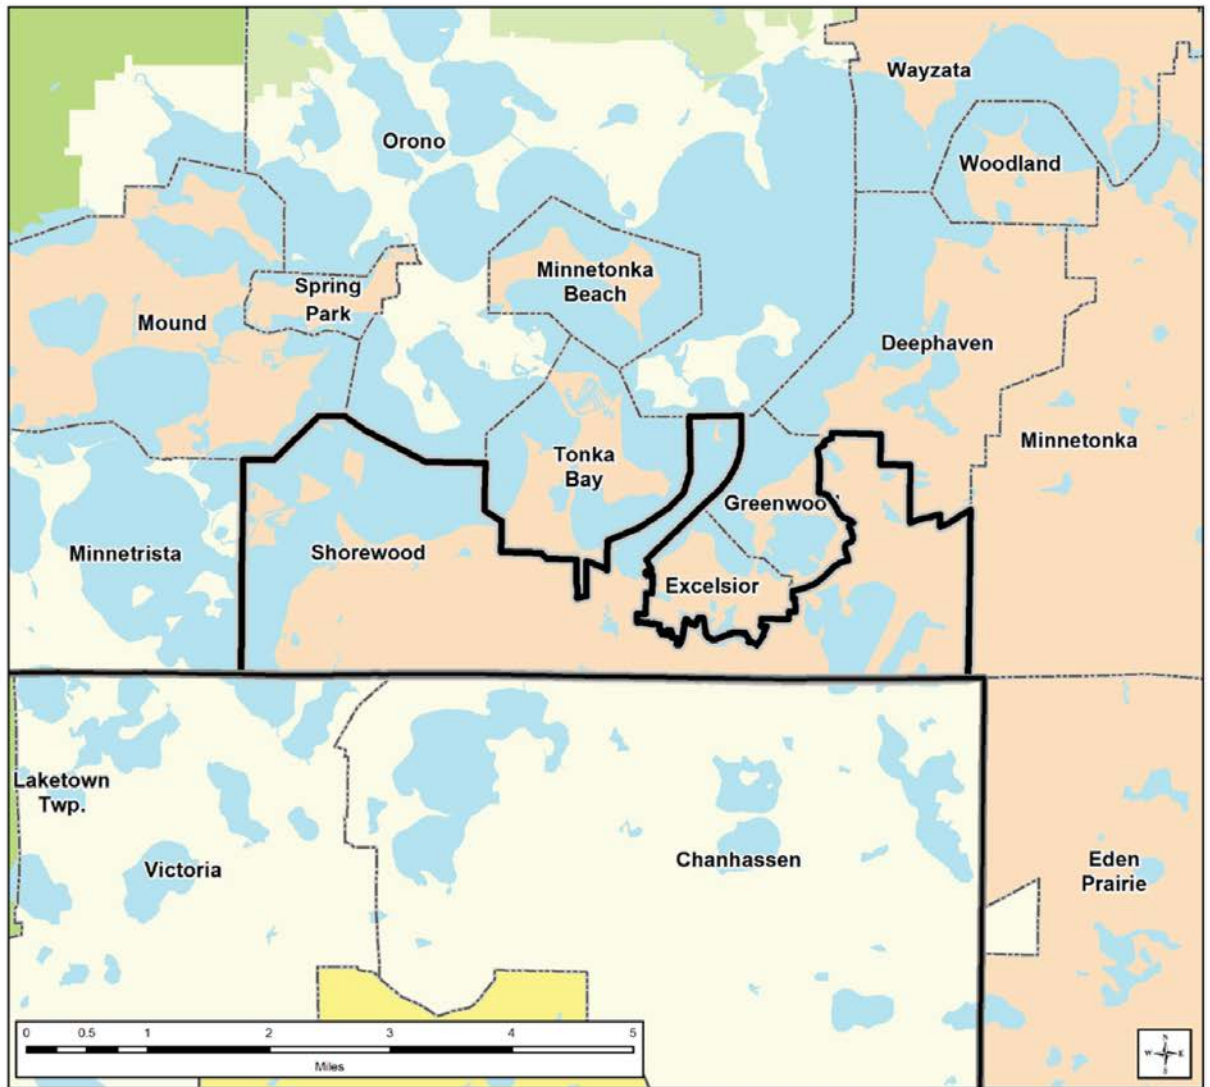 Wayzata
Orono
Woodland
Minnetonka
Beach
Spring
Park
Mound
Deephaven
Minnetonka
Tonka
Bay
Greenwoo
Minnetrista
Shorewood
Excelsior
Laketown
Twp.
Victoria
Chanhassen
Eden
Prairie
0 0.5 1 2 3 4 5
Miles
N
W E
S